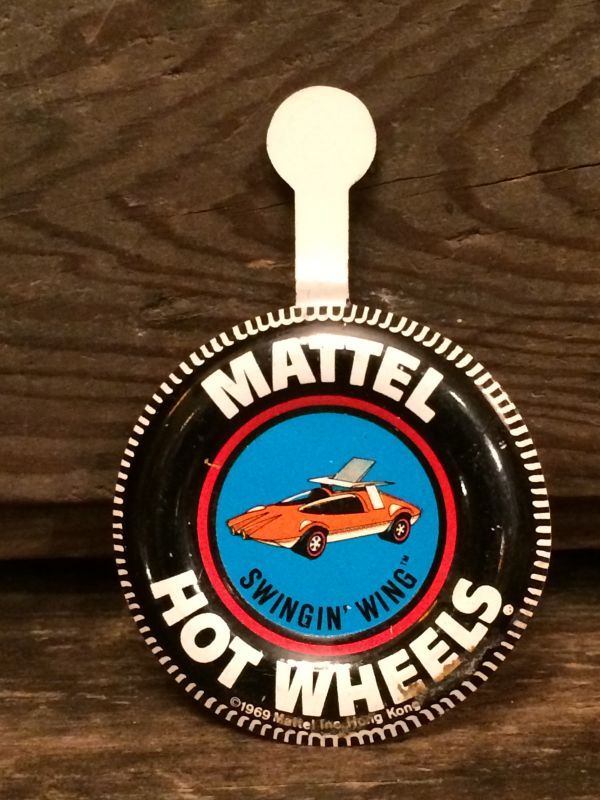 MATTEL
SWINGIN' WING™
HOT WHEELS®
©1969 Mattel Inc. Hong Kong